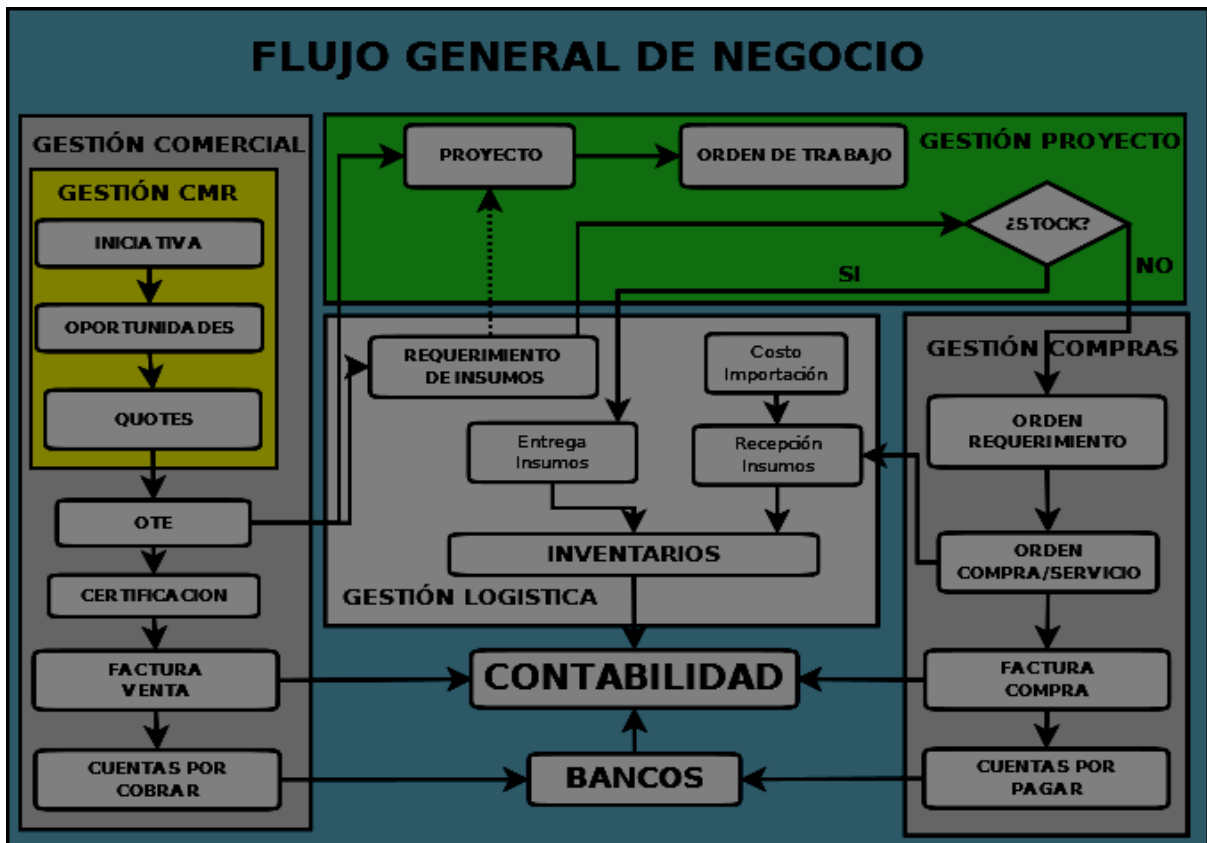 FLUJO GENERAL DE NEGOCIO
GESTIÓN COMERCIAL
GESTIÓN CMR
INICIATIVA
OPORTUNIDADES
QUOTES
OTE
CERTIFICACION
FACTURA
VENTA
CUENTAS POR
COBRAR
PROYECTO
ORDEN DE TRABAJO
GESTIÓN PROYECTO
¿STOCK?
SI
NO
REQUERIMIENTO
DE INSUMOS
Costo
Importación
Entrega
Insumos
Recepción
Insumos
INVENTARIOS
GESTIÓN LOGISTICA
CONTABILIDAD
BANCOS
GESTIÓN COMPRAS
ORDEN
REQUERIMIENTO
ORDEN
COMPRA/SERVICIO
FACTURA
COMPRA
CUENTAS POR
PAGAR